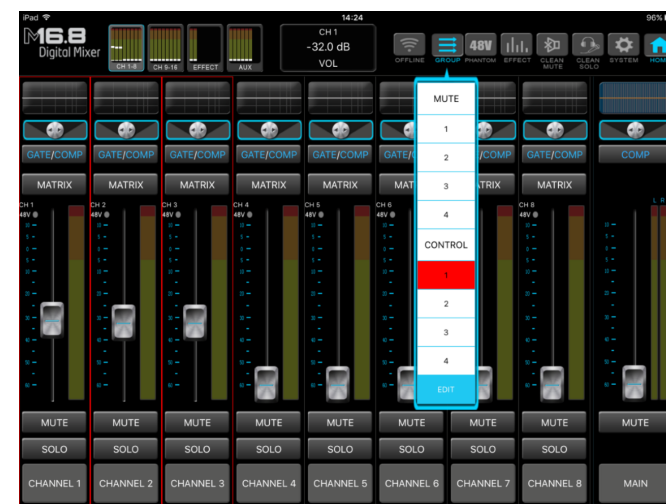 iPad 14:24 96%
M16.8
Digital Mixer
CH 1-8 CH 9-16 EFFECT AUX
CH 1
-32.0 dB
VOL
OFFLINE GROUP 48V PHANTOM EFFECT CLEAN MUTE CLEAN SOLO SYSTEM HOME
MUTE
1
2
3
4
CONTROL
1
2
3
4
EDIT
GATE/COMP GATE/COMP GATE/COMP GATE/COMP GATE/COMP GATE/ GATE/COMP COMP
MATRIX MATRIX MATRIX MATRIX MATRIX MAT TRIX MATRIX
CH 1 CH 2 CH 3 CH 4 CH 5 CH 6 CH 8 L R
48V 48V 48V 48V 48V 48V 48V
MUTE MUTE MUTE MUTE MUTE MUTE MUTE MUTE MUTE
SOLO SOLO SOLO SOLO SOLO SOLO SOLO SOLO
CHANNEL 1 CHANNEL 2 CHANNEL 3 CHANNEL 4 CHANNEL 5 CHANNEL 6 CHANNEL 7 CHANNEL 8 MAIN